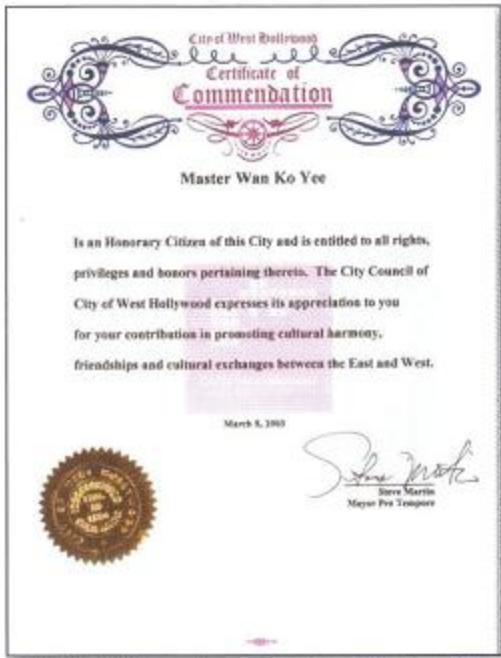 City of West Hollywood
Certificate of
Commendation
Master Wan Ko Yee
Is an Honorary Citizen of this City and is entitled to all rights,
privileges and honors pertaining thereto. The City Council of
City of West Hollywood expresses its appreciation to you
for your contribution in promoting cultural harmony,
friendships and cultural exchanges between the East and West.
March 8, 2003
Steve Martin
Steve Martin
Mayor Pro Tempore